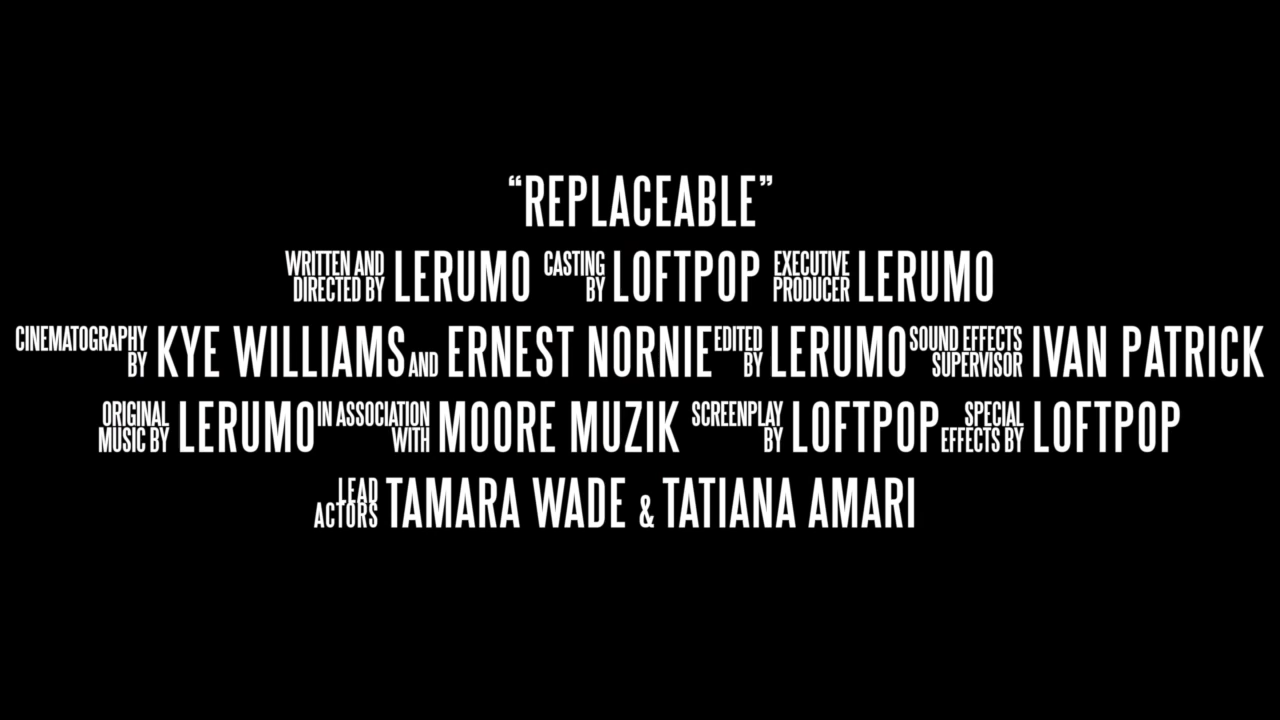 “REPLACEABLE”
WRITTEN AND DIRECTED BY LERUMO CASTING BY LOFTPOP EXECUTIVE PRODUCER LERUMO
CINEMATOGRAPHY BY KYE WILLIAMS AND ERNEST NORNIE EDITED BY LERUMO SOUND EFFECTS SUPERVISOR IVAN PATRICK
ORIGINAL MUSIC BY LERUMO IN ASSOCIATION WITH MOORE MUZIK SCREENPLAY BY LOFTPOP SPECIAL EFFECTS BY LOFTPOP
LEAD ACTORS TAMARA WADE & TATIANA AMARI